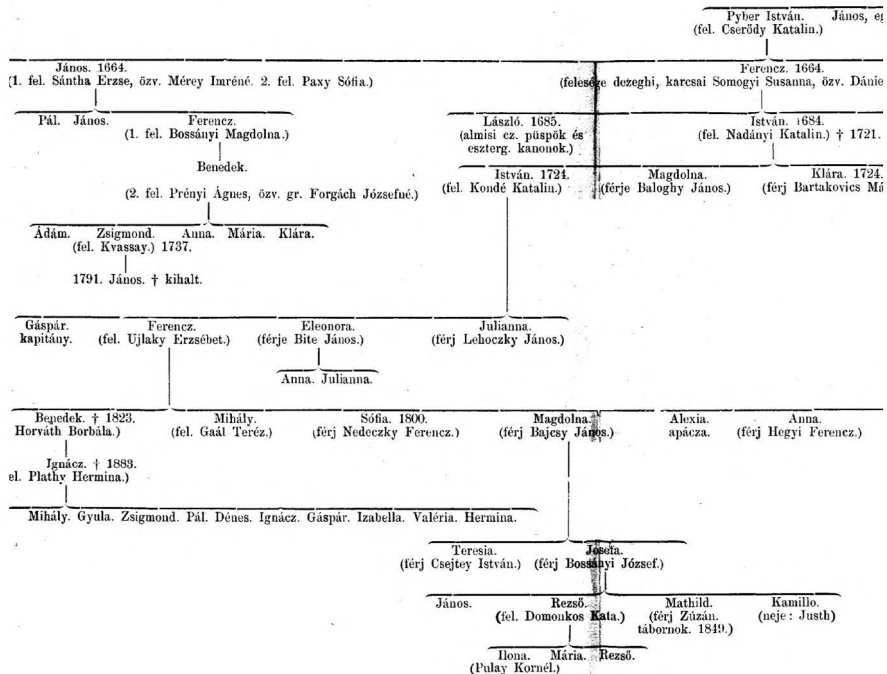 Pyber István. János,
(fel. Cserődy Katalin.)
János. 1664. Ferencz. 1664.
(1. fel. Sántha Erzse, özv. Mérey Imréné. 2. fel. Paxy Sófia.) (felesége dezeghi, karcsai Somogyi Susanna, özv. Dánie
Pál. János. Ferencz. László. 1685. István. 1684.
(1. fel. Bossányi Magdolna.) (almisi cz. püspök és (fel. Nadányi Katalin.) † 1721.
eszterg. kanonok.)
Benedek. István. 1724. Magdolna. Klára. 1724.
(2. fel. Prényi Ágnes, özv. gr. Forgách Józsefné.) (fel. Kondé Katalin.) (férje Baloghy János.) (férj Bartakovics Má
Ádám. Zsigmond. Anna. Mária. Klára.
(fel. Kvassay.) 1737.
1791. János. † kihalt.
Gáspár. Ferencz. Eleonora. Julianna.
kapitány. (fel. Ujlaky Erzsébet.) (férje Bite János.) (férj Lehoczky János.)
Anna. Julianna.
Benedek. † 1823. Mihály. Sófia. 1800. Magdolna. Alexia. Anna.
Horváth Borbála.) (fel. Gaál Teréz.) (férj Nedeczky Ferencz.) (férj Bajcsy János.) apácza. (férj Hegyi Ferencz.)
Ignácz. † 1883.
el. Plathy Hermina.)
Mihály. Gyula. Zsigmond. Pál. Dénes. Ignácz. Gáspár. Izabella. Valéria. Hermina.
Teresia. Josefa.
(férj Csejtey István.) (férj Bossányi József.)
János. Rezső. Mathild. Kamillo.
(fel. Domonkos Kata.) (férj Zúzán. (neje: Justh)
tábornok. 1849.)
Ilona. Mária. Rezső.
(Pulay Kornél.)